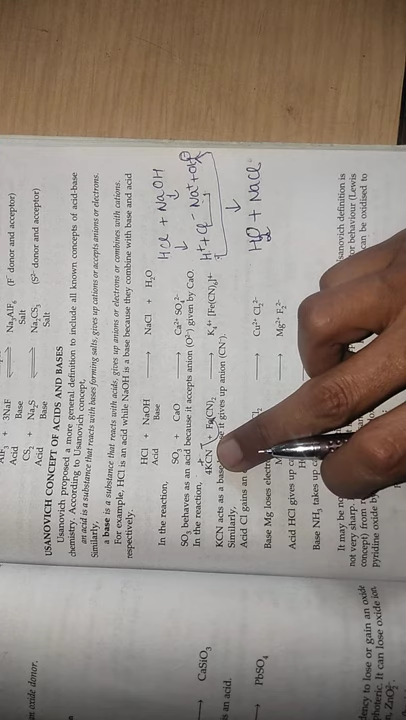 AlF₆ + 3NaF ⇌ Na₃AlF₆ (F⁻ donor and acceptor)
Acid Base Salt
CS₂ + Na₂S ⇌ Na₂CS₃ (S²⁻ donor and acceptor)
Acid Base Salt
USANOVICH CONCEPT OF ACIDS AND BASES
Usanovich proposed a more general definition to include all known concepts of acid-base
chemistry. According to Usanovich concept,
an acid is a substance that reacts with bases forming salts, gives up cations or accepts anions or electrons.
Similarly,
a base is a substance that reacts with acids, gives up anions or electrons or combines with cations.
For example, HCl is an acid while NaOH is a base because they combine with base and acid
respectively.
HCl + NaOH → NaCl + H₂O
Acid Base
In the reaction,
SO₃ + CaO → Ca²⁺ SO₄²⁻
SO₃ behaves as an acid because it accepts anion (O²⁻) given by CaO.
In the reaction,
4KCN + Fe(CN)₂ → K₄⁴⁺ [Fe(CN)₆]⁴⁻
KCN acts as a base it gives up anion (CN⁻).
Similarly,
Acid Cl gains an
→ Cu²⁺ Cl₂²⁻
Base Mg loses electr
→ Mg²⁺ F₂²⁻
Acid HCl gives up
Base NH₃ takes up
It may be no sanovich definition is
not very sharp. or behaviour (Lewis
concept) from can be oxidised to
pyridine oxide by
HCl + NaOH
↓ ↓
H⁺ + Cl⁻ Na⁺ + OH⁻
↓
H₂O + NaCl
an oxide donor.
→ CaSiO₃
is an acid.
→ PbSO₄
dency to lose or gain an oxide
photeric. It can lose oxide ion
ZnO₂²⁻.